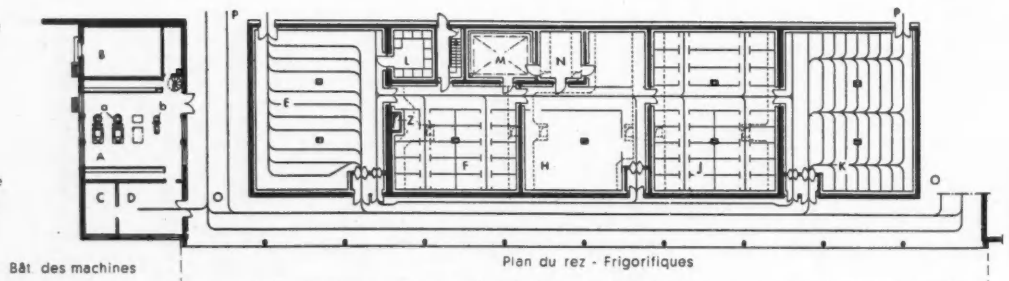 P
P
B
L
M
N
E
a
b
Z
A
F
H
J
K
C
D
O
O
Bât. des machines
Plan du rez - Frigorifiques